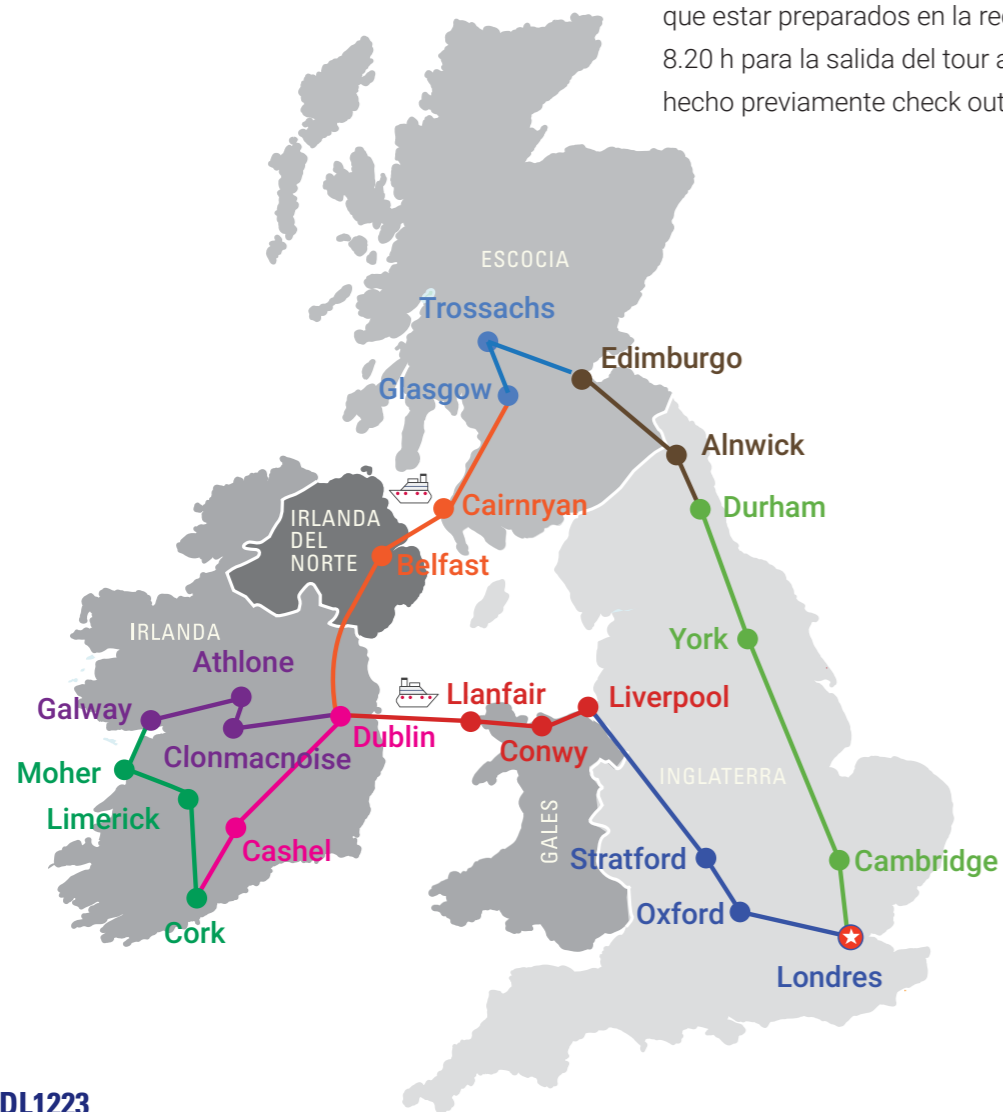 que estar preparados en la
8.20 h para la salida del tour
hecho previamente check out
ESCOCIA
Trossachs
Edimburgo
Glasgow
Alnwick
Cairnryan
Durham
IRLANDA
DEL
NORTE
Belfast
IRLANDA
York
Athlone
Llanfair
Liverpool
Galway
Dublin
Conwy
Clonmacnoise
Moher
INGLATERRA
Limerick
GALES
Cashel
Stratford
Cambridge
Oxford
Cork
Londres
DL1223